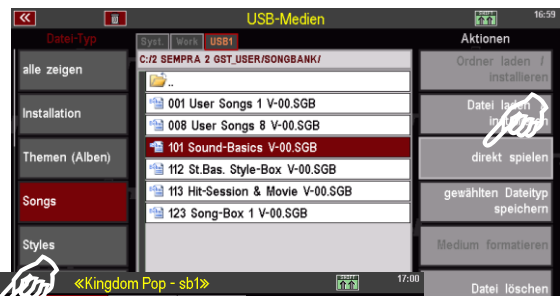 USB-Medien
16:59
Datei-Typ
Syst. Work USB1
Aktionen
C:/2 SEMPRA 2 GST_USER/SONGBANK/
..
001 User Songs 1 V-00.SGB
008 User Songs 8 V-00.SGB
101 Sound-Basics V-00.SGB
112 St.Bas. Style-Box V-00.SGB
113 Hit-Session & Movie V-00.SGB
123 Song-Box 1 V-00.SGB
alle zeigen
Installation
Themen (Alben)
Songs
Styles
Ordner laden /
installieren
Datei laden
direkt spielen
gewählten Dateityp
speichern
Medium formatieren
Datei löschen
«Kingdom Pop - sb1»
17:00